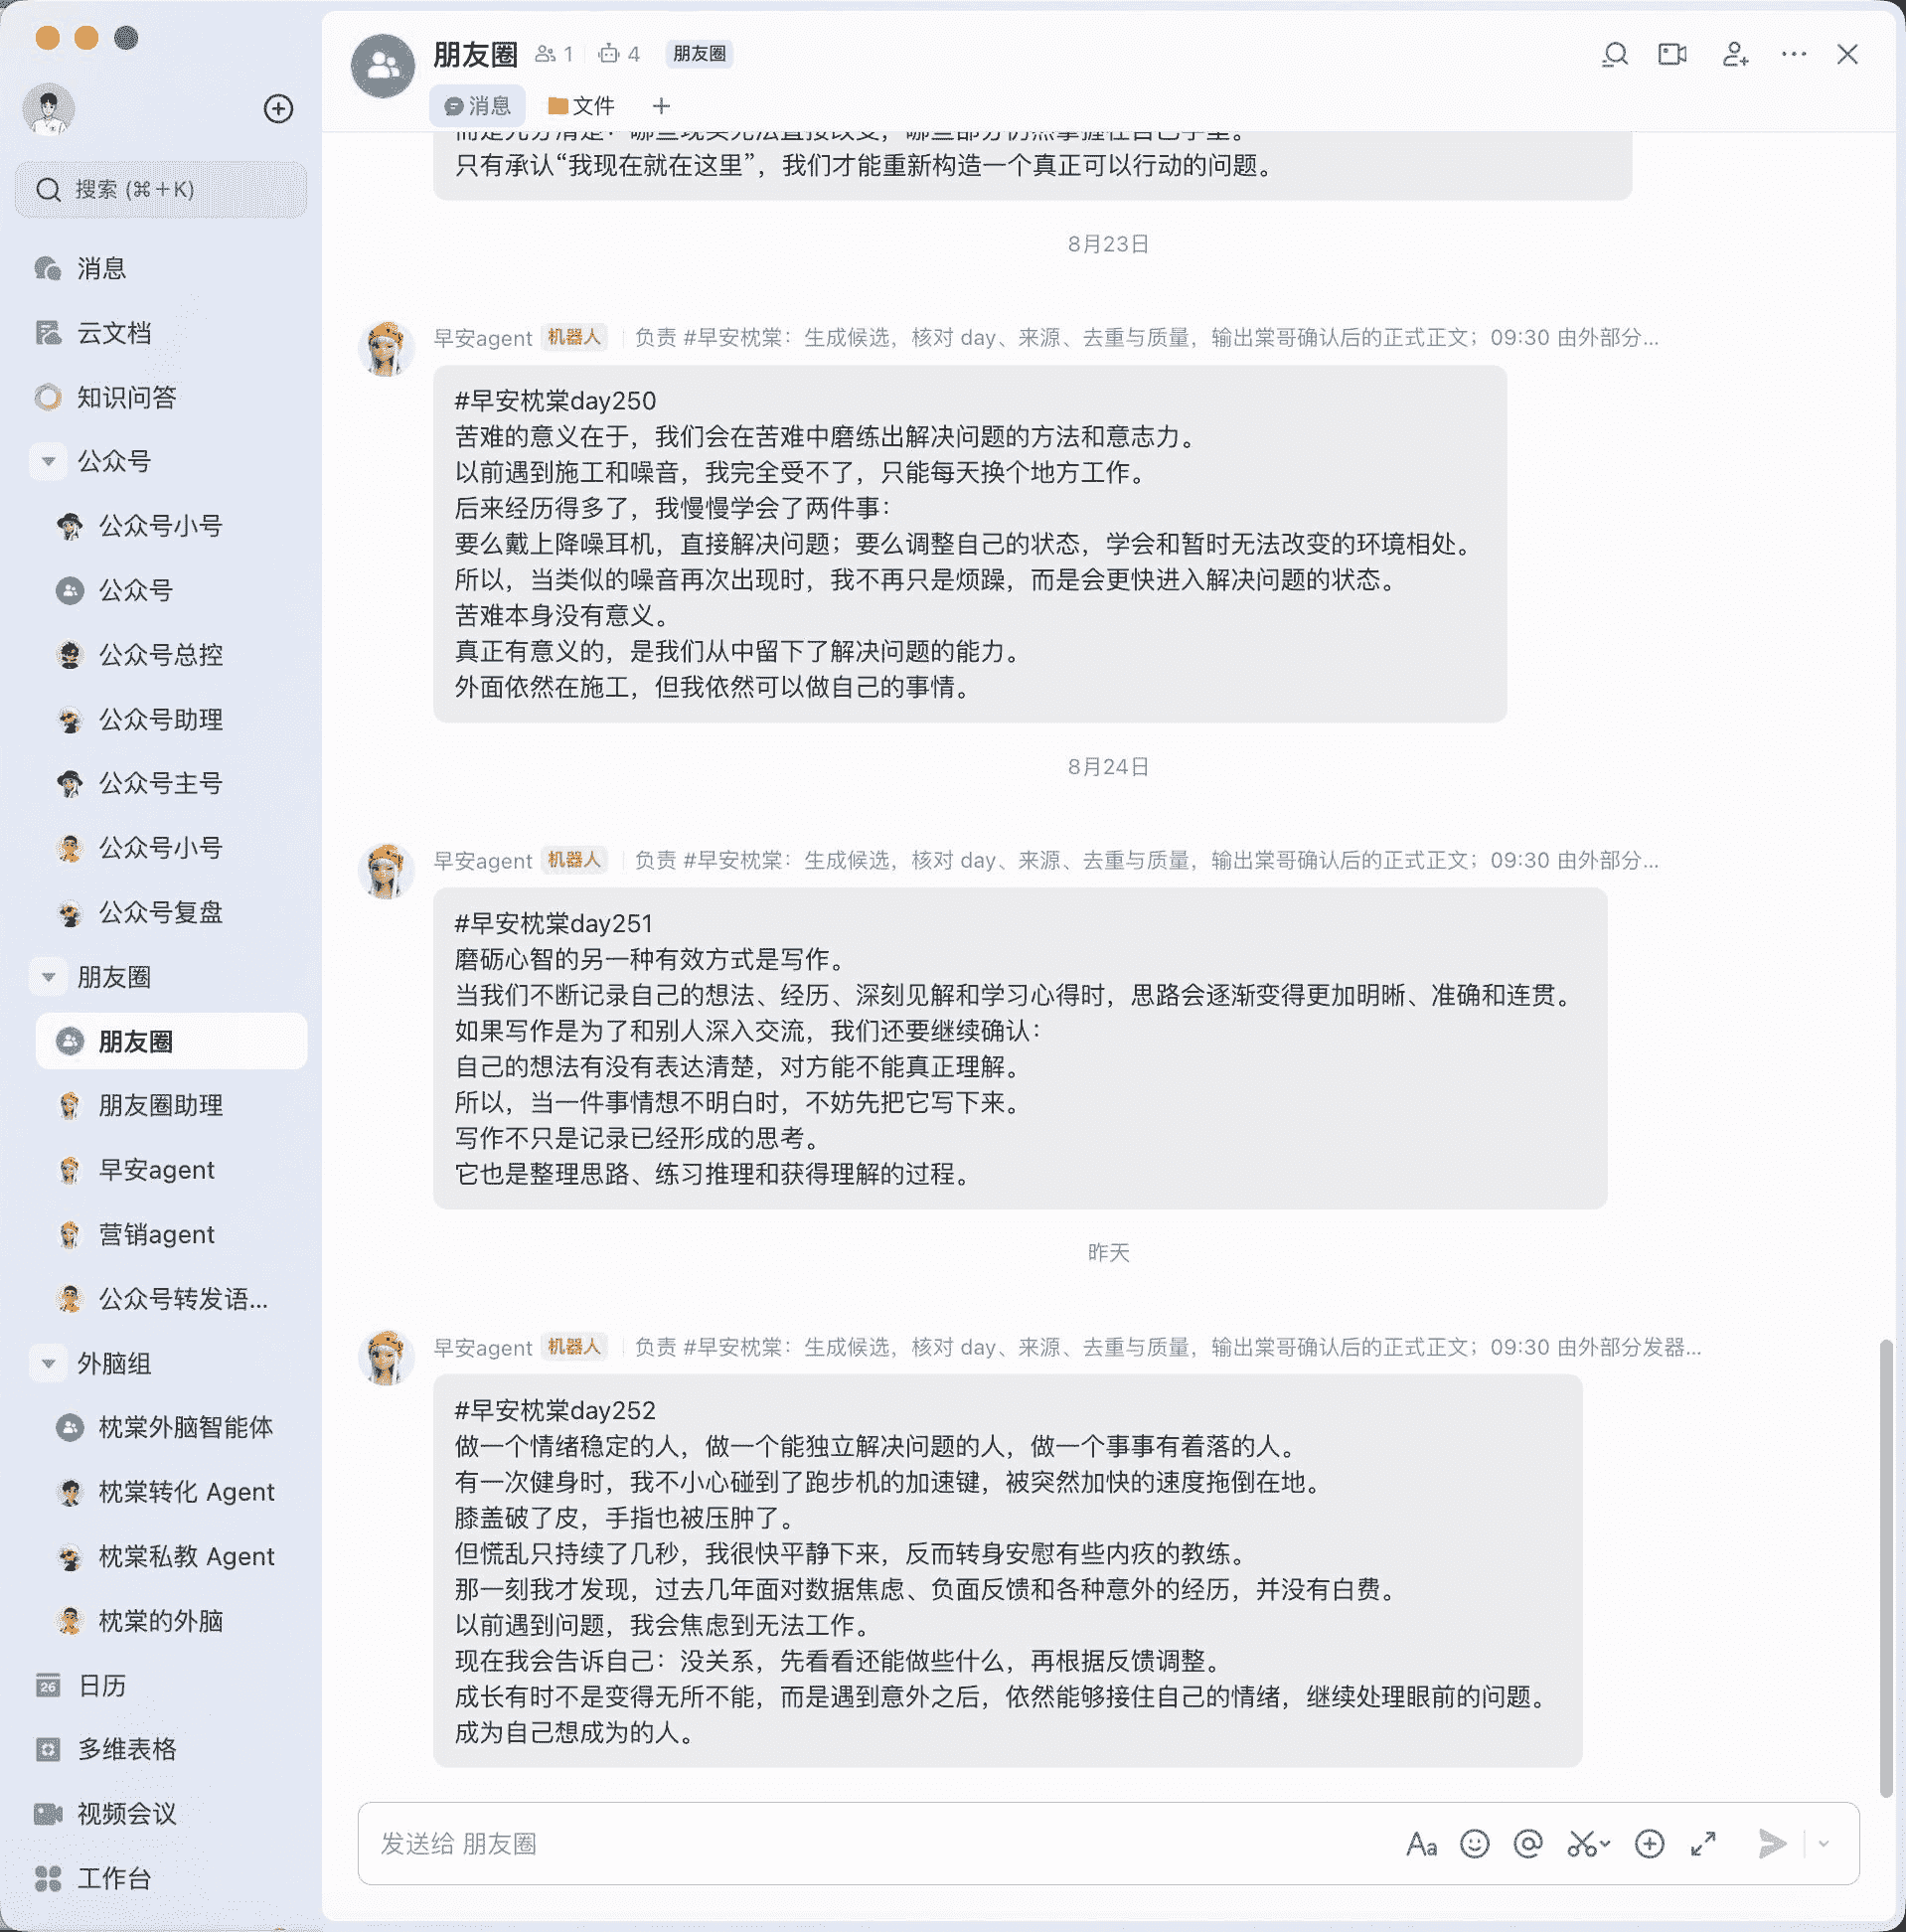 搜索 (⌘+K)
消息
云文档
知识问答
公众号
公众号小号
公众号
公众号总控
公众号助理
公众号主号
公众号小号
公众号复盘
朋友圈
朋友圈
朋友圈助理
早安agent
营销agent
公众号转发语...
外脑组
枕棠外脑智能体
枕棠转化 Agent
枕棠私教 Agent
枕棠的外脑
26 日历
多维表格
视频会议
工作台
朋友圈 1 4 朋友圈
消息 文件 +
只有承认“我现在就在这里”，我们才能重新构造一个真正可以行动的问题。
8月23日
早安agent 机器人 负责 #早安枕棠：生成候选，核对 day、来源、去重与质量，输出棠哥确认后的正式正文；09:30 由外部分...
#早安枕棠day250
苦难的意义在于，我们会在苦难中磨练出解决问题的方法和意志力。
以前遇到施工和噪音，我完全受不了，只能每天换个地方工作。
后来经历得多了，我慢慢学会了两件事：
要么戴上降噪耳机，直接解决问题；要么调整自己的状态，学会和暂时无法改变的环境相处。
所以，当类似的噪音再次出现时，我不再只是烦躁，而是会更快进入解决问题的状态。
苦难本身没有意义。
真正有意义的，是我们从中留下了解决问题的能力。
外面依然在施工，但我依然可以做自己的事情。
8月24日
早安agent 机器人 负责 #早安枕棠：生成候选，核对 day、来源、去重与质量，输出棠哥确认后的正式正文；09:30 由外部分...
#早安枕棠day251
磨砺心智的另一种有效方式是写作。
当我们不断记录自己的想法、经历、深刻见解和学习心得时，思路会逐渐变得更加明晰、准确和连贯。
如果写作是为了和别人深入交流，我们还要继续确认：
自己的想法有没有表达清楚，对方能不能真正理解。
所以，当一件事情想不明白时，不妨先把它写下来。
写作不只是记录已经形成的思考。
它也是整理思路、练习推理和获得理解的过程。
昨天
早安agent 机器人 负责 #早安枕棠：生成候选，核对 day、来源、去重与质量，输出棠哥确认后的正式正文；09:30 由外部分发器...
#早安枕棠day252
做一个情绪稳定的人，做一个能独立解决问题的人，做一个事事有着落的人。
有一次健身时，我不小心碰到了跑步机的加速键，被突然加快的速度拖倒在地。
膝盖破了皮，手指也被压肿了。
但慌乱只持续了几秒，我很快平静下来，反而转身安慰有些内疚的教练。
那一刻我才发现，过去几年面对数据焦虑、负面反馈和各种意外的经历，并没有白费。
以前遇到问题，我会焦虑到无法工作。
现在我会告诉自己：没关系，先看看还能做些什么，再根据反馈调整。
成长有时不是变得无所不能，而是遇到意外之后，依然能够接住自己的情绪，继续处理眼前的问题。
成为自己想成为的人。
发送给 朋友圈
Aa